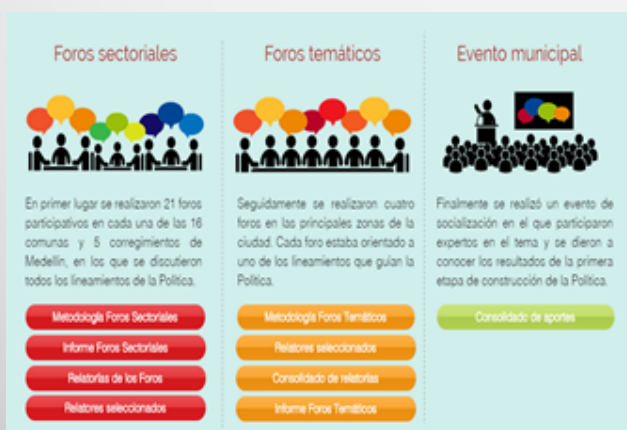 Foros sectoriales
En primer lugar se realizaron 21 foros
participativos en cada una de las 16
comunas y 5 corregimientos de
Medellín, en los que se discutieron
todos los lineamientos de la Política.
Metodología Foros Sectoriales
Informe Foros Sectoriales
Relatorías de los Foros
Relatores seleccionados
Foros temáticos
Seguidamente se realizaron cuatro
foros en las principales zonas de la
ciudad. Cada foro estaba orientado a
uno de los lineamientos que guían la
Política.
Metodología Foros Temáticos
Relatores seleccionados
Consolidado de relatorías
Informe Foros Temáticos
Evento municipal
Finalmente se realizó un evento de
socialización en el que participaron
expertos en el tema y se dieron a
conocer los resultados de la primera
etapa de construcción de la Política.
Consolidado de aportes